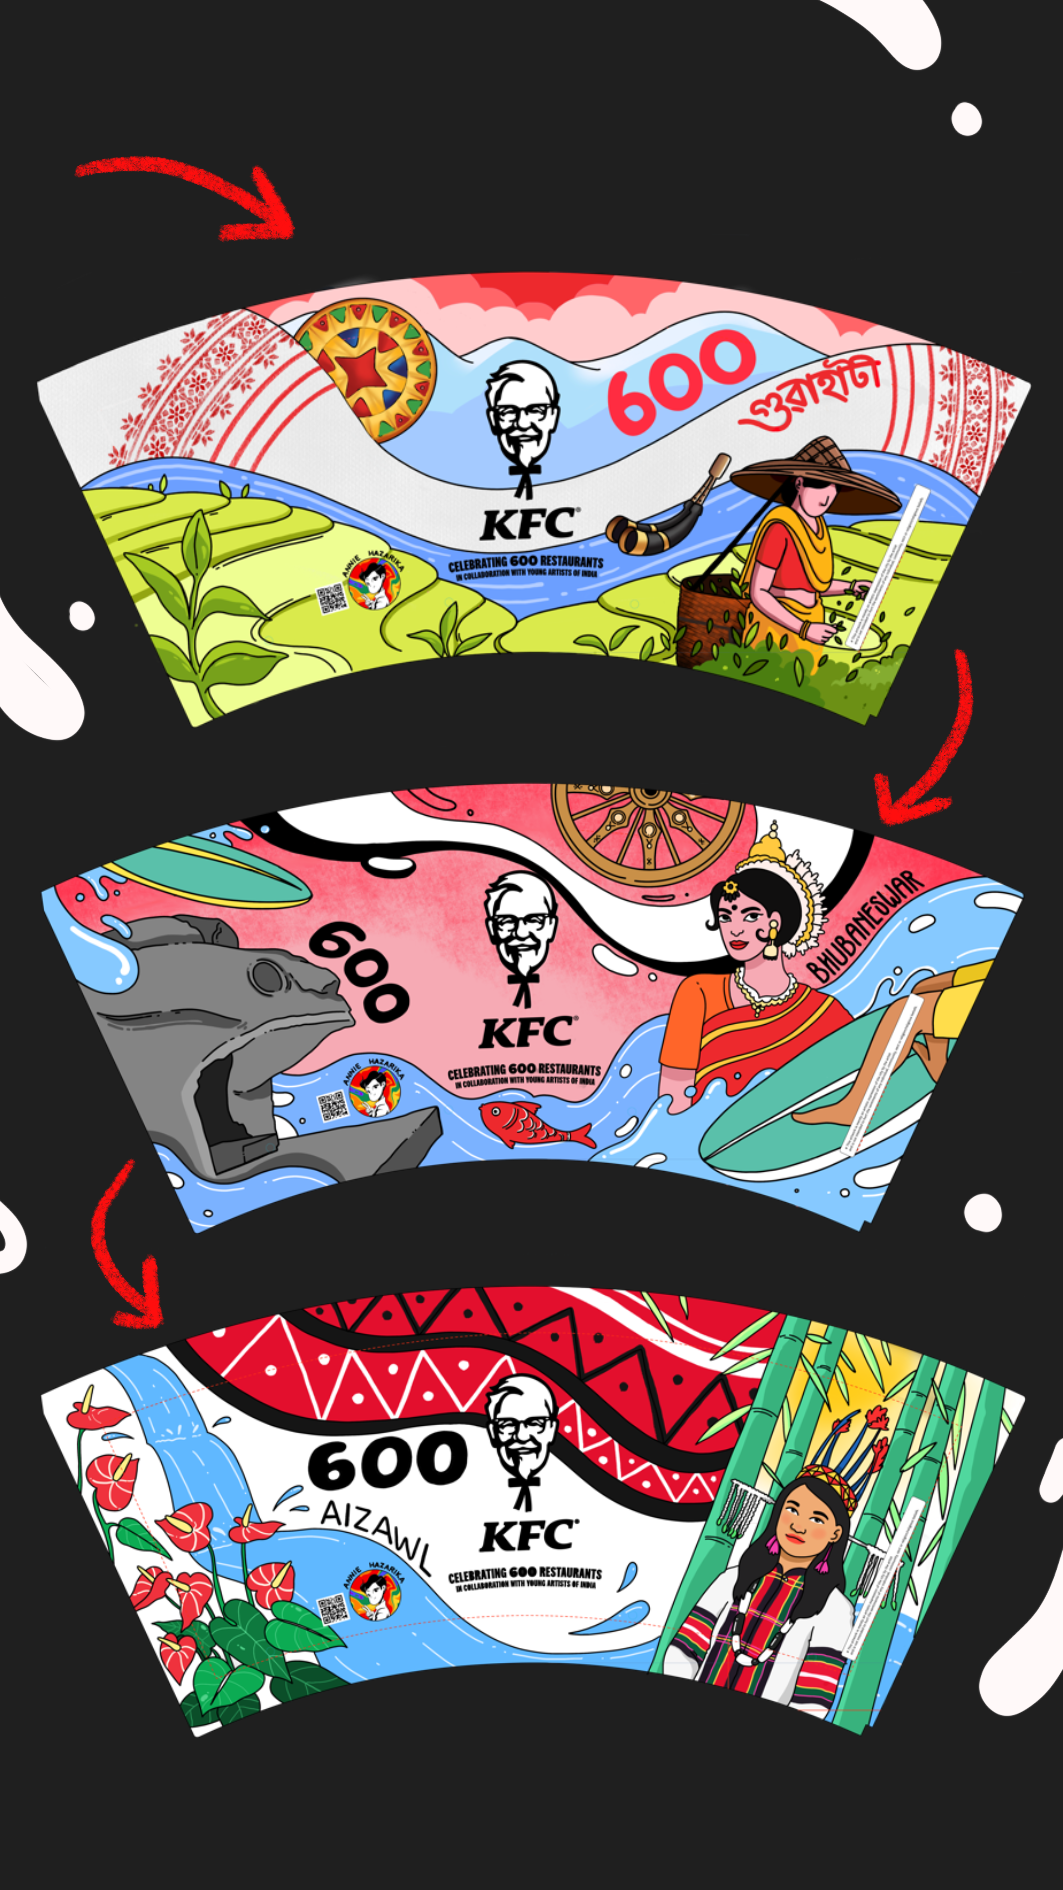 600
গুৱাহাটী
KFC
CELEBRATING 600 RESTAURANTS
IN COLLABORATION WITH YOUNG ARTISTS OF INDIA
ANNIE HAZARIKA
600
BHUBANESWAR
KFC
CELEBRATING 600 RESTAURANTS
IN COLLABORATION WITH YOUNG ARTISTS OF INDIA
ANNIE HAZARIKA
600
AIZAWL
KFC
CELEBRATING 600 RESTAURANTS
IN COLLABORATION WITH YOUNG ARTISTS OF INDIA
ANNIE HAZARIKA